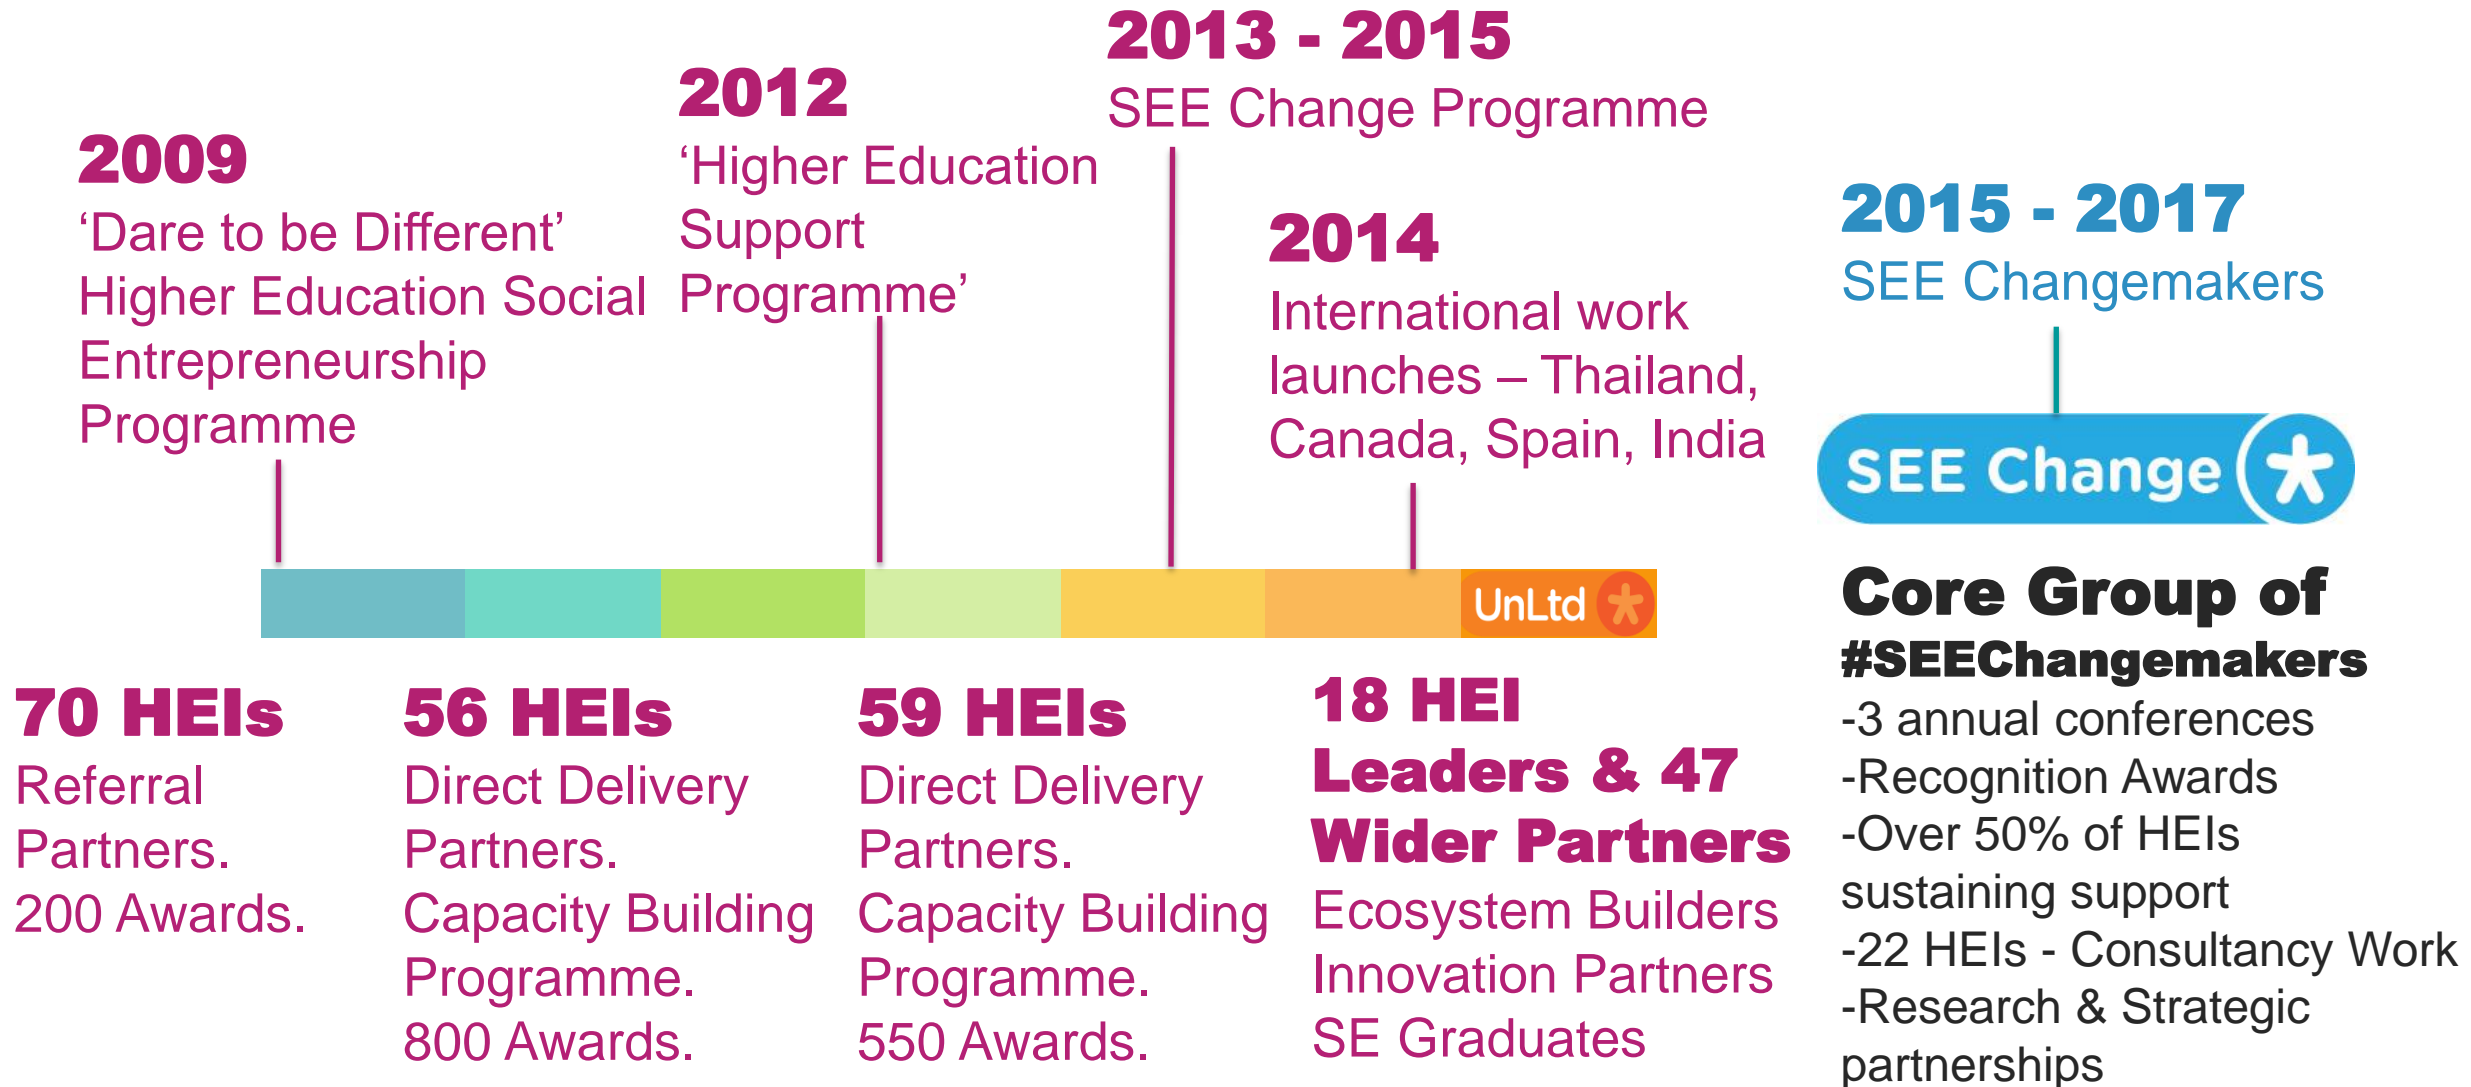 2009
‘Dare to be Different’
Higher Education Social
Entrepreneurship
Programme
2012
‘Higher Education
Support
Programme’
2013 - 2015
SEE Change Programme
2014
International work
launches – Thailand,
Canada, Spain, India
2015 - 2017
SEE Changemakers
SEE Change
UnLtd
70 HEIs
Referral
Partners.
200 Awards.
56 HEIs
Direct Delivery
Partners.
Capacity Building
Programme.
800 Awards.
59 HEIs
Direct Delivery
Partners.
Capacity Building
Programme.
550 Awards.
18 HEI
Leaders & 47
Wider Partners
Ecosystem Builders
Innovation Partners
SE Graduates
Core Group of
#SEEChangemakers
-3 annual conferences
-Recognition Awards
-Over 50% of HEIs
sustaining support
-22 HEIs - Consultancy Work
-Research & Strategic
partnerships